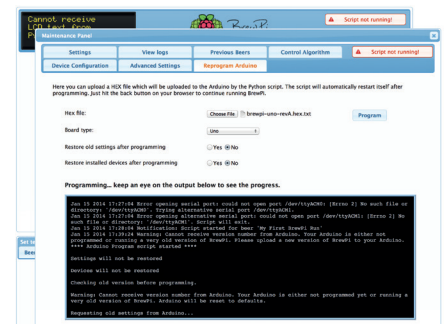 Cannot receive
LCD text from
BrewPi
Script not running!
Maintenance Panel
Settings
View logs
Previous Beers
Control Algorithm
Script not running!
Device Configuration
Advanced Settings
Reprogram Arduino
Here you can upload a HEX file which will be uploaded to the Arduino by the Python script. The script will automatically restart itself after
programming. Just hit the back button on your browser to continue running BrewPi.
Hex file:
Choose File
brewpi-uno-revA.hex.txt
Program
Board type:
Uno
Restore old settings after programming
Yes
No
Restore installed devices after programming
Yes
No
Programming... keep an eye on the output below to see the progress.
Jan 15 2014 17:27:04 Error opening serial port: could not open port /dev/ttyACM0: [Errno 2] No such file or
directory: '/dev/ttyACM0'. Trying alternative serial port /dev/ttyACM1.
Jan 15 2014 17:27:04 Error opening alternative serial port: could not open port /dev/ttyACM1: [Errno 2] No
such file or directory: '/dev/ttyACM1'. Script will exit.
Jan 15 2014 17:28:04 Notification: Script started for beer 'My First BrewPi Run'
Jan 15 2014 17:39:24 Warning: Cannot receive version number from Arduino. Your Arduino is either not
programmed or running a very old version of BrewPi. Please upload a new version of BrewPi to your Arduino.
**** Arduino Program script started ****
Settings will not be restored
Devices will not be restored
Checking old version before programming.
Warning: Cannot receive version number from Arduino. Your Arduino is either not programmed yet or running a
very old version of BrewPi. Arduino will be reset to defaults.
Requesting old settings from Arduino...